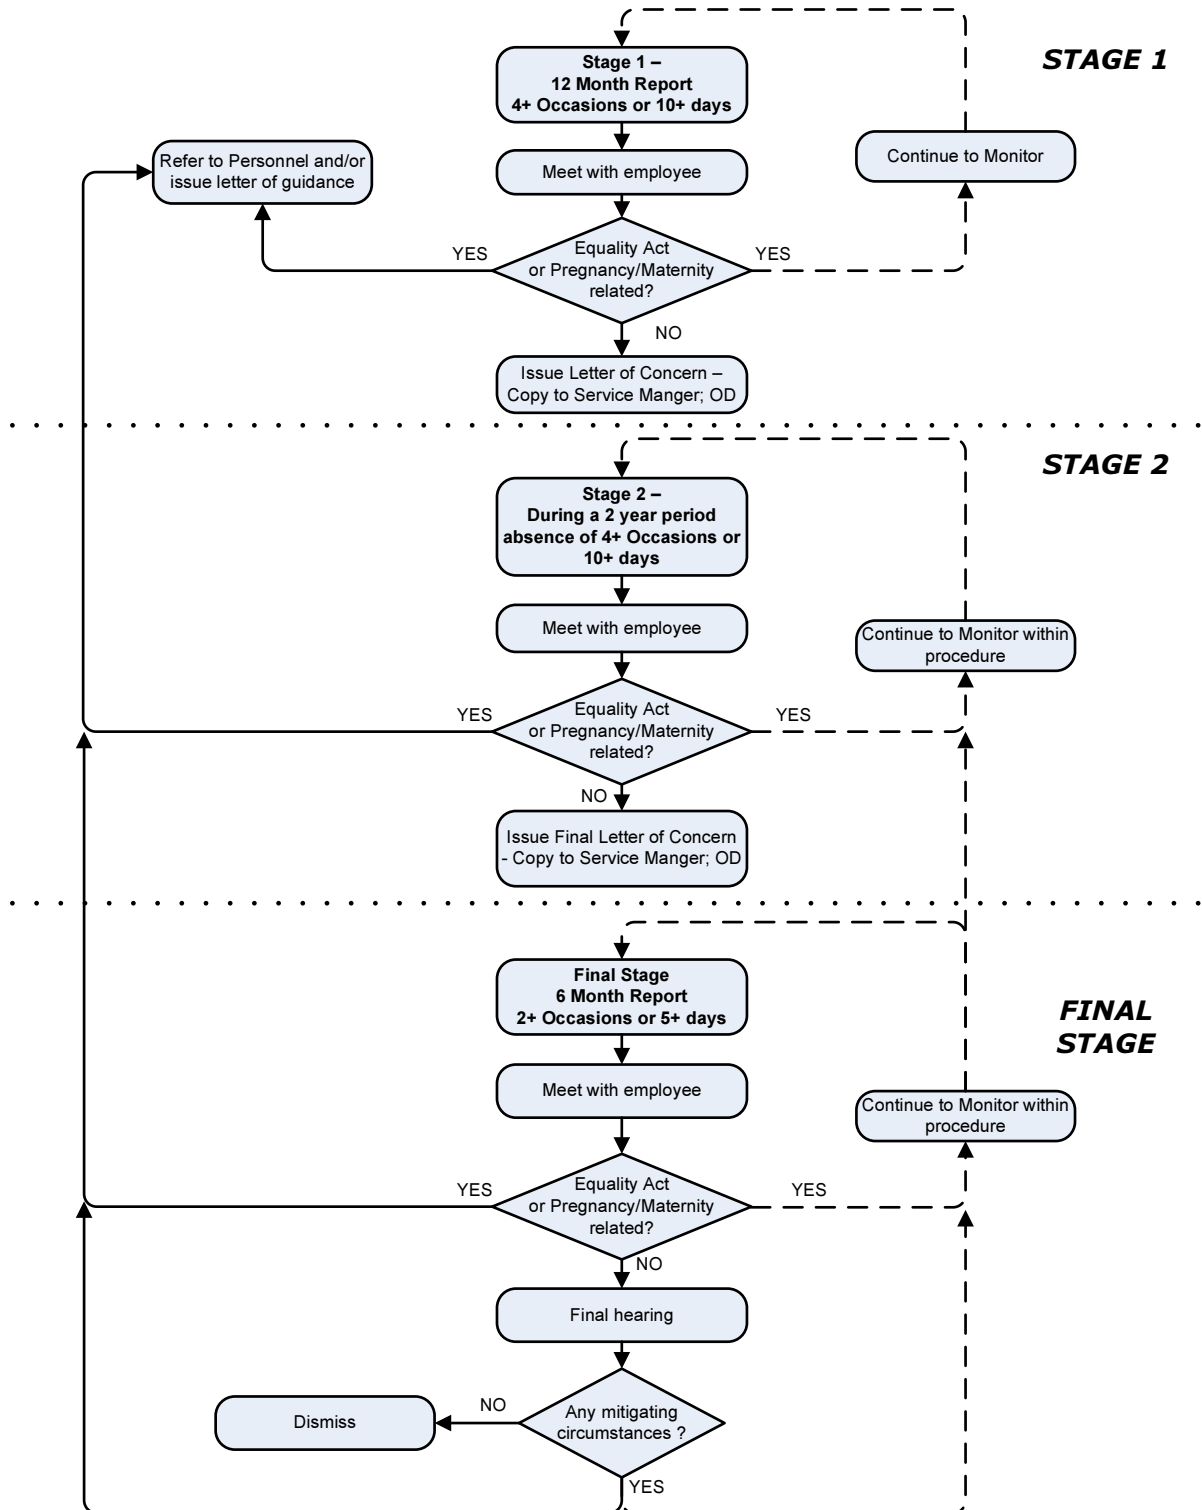 STAGE 1
Stage 1 –
12 Month Report
4+ Occasions or 10+ days
Refer to Personnel and/or
issue letter of guidance
Meet with employee
Continue to Monitor
YES
Equality Act
or Pregnancy/Maternity
related?
YES
NO
Issue Letter of Concern –
Copy to Service Manger; OD
STAGE 2
Stage 2 –
During a 2 year period
absence of 4+ Occasions or
10+ days
Meet with employee
Continue to Monitor within
procedure
YES
Equality Act
or Pregnancy/Maternity
related?
YES
NO
Issue Final Letter of Concern
- Copy to Service Manger; OD
FINAL
STAGE
Final Stage
6 Month Report
2+ Occasions or 5+ days
Meet with employee
Continue to Monitor within
procedure
YES
Equality Act
or Pregnancy/Maternity
related?
YES
NO
Final hearing
Dismiss
NO
Any mitigating
circumstances ?
YES